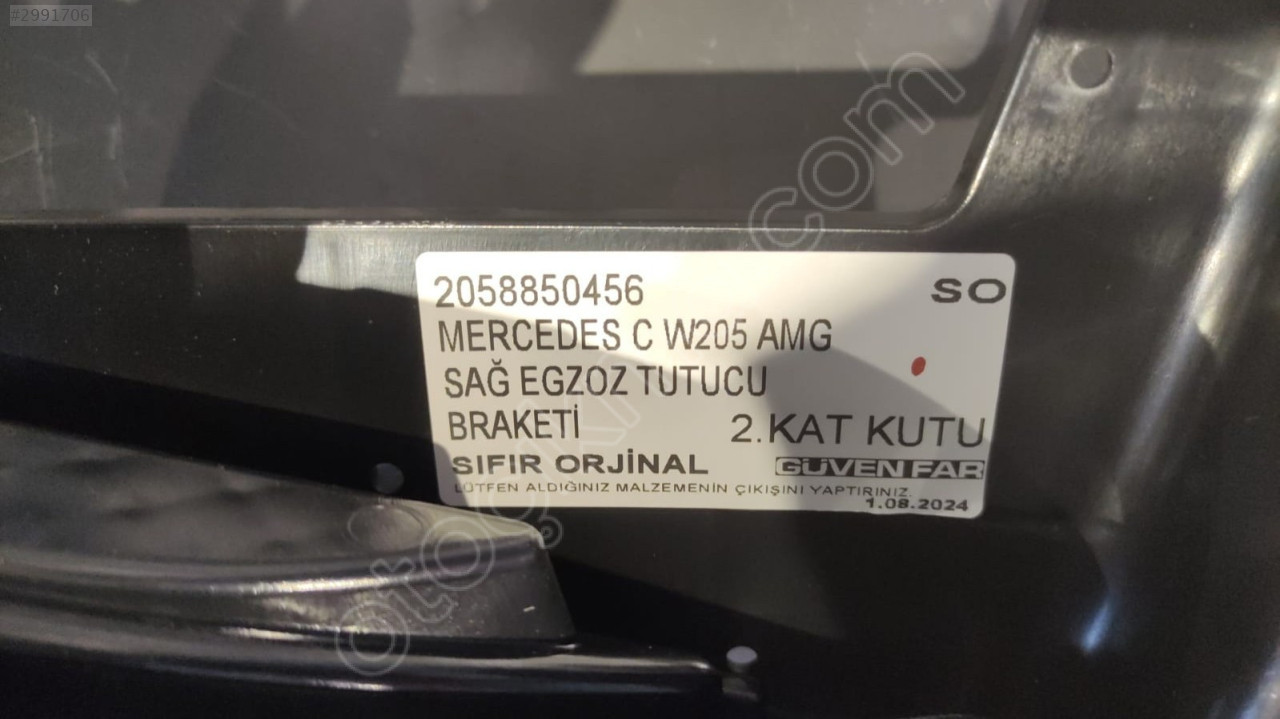 #2991706
2058850456 SO
MERCEDES C W205 AMG
SAĞ EGZOZ TUTUCU
BRAKETİ 2.KAT KUTU
SIFIR ORJİNAL GÜVEN FAR
LÜTFEN ALDIĞINIZ MALZEMENİN ÇIKIŞINI YAPTIRINIZ.
1.08.2024